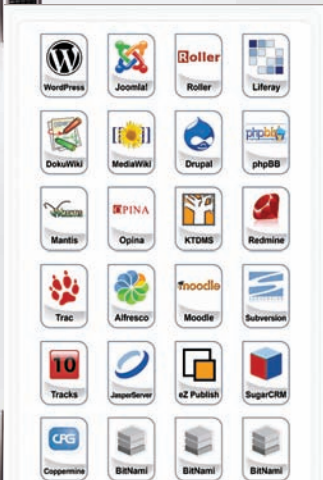 WordPress Joomla! Roller Roller Liferay
DokuWiki MediaWiki Drupal phpBB phpBB
Mantis OPINA Opina KTDMS Redmine
Trac Alfresco moodle Moodle Subversion
10 Tracks JasperServer eZ Publish SugarCRM
CPG Coppermine BitNami BitNami BitNami